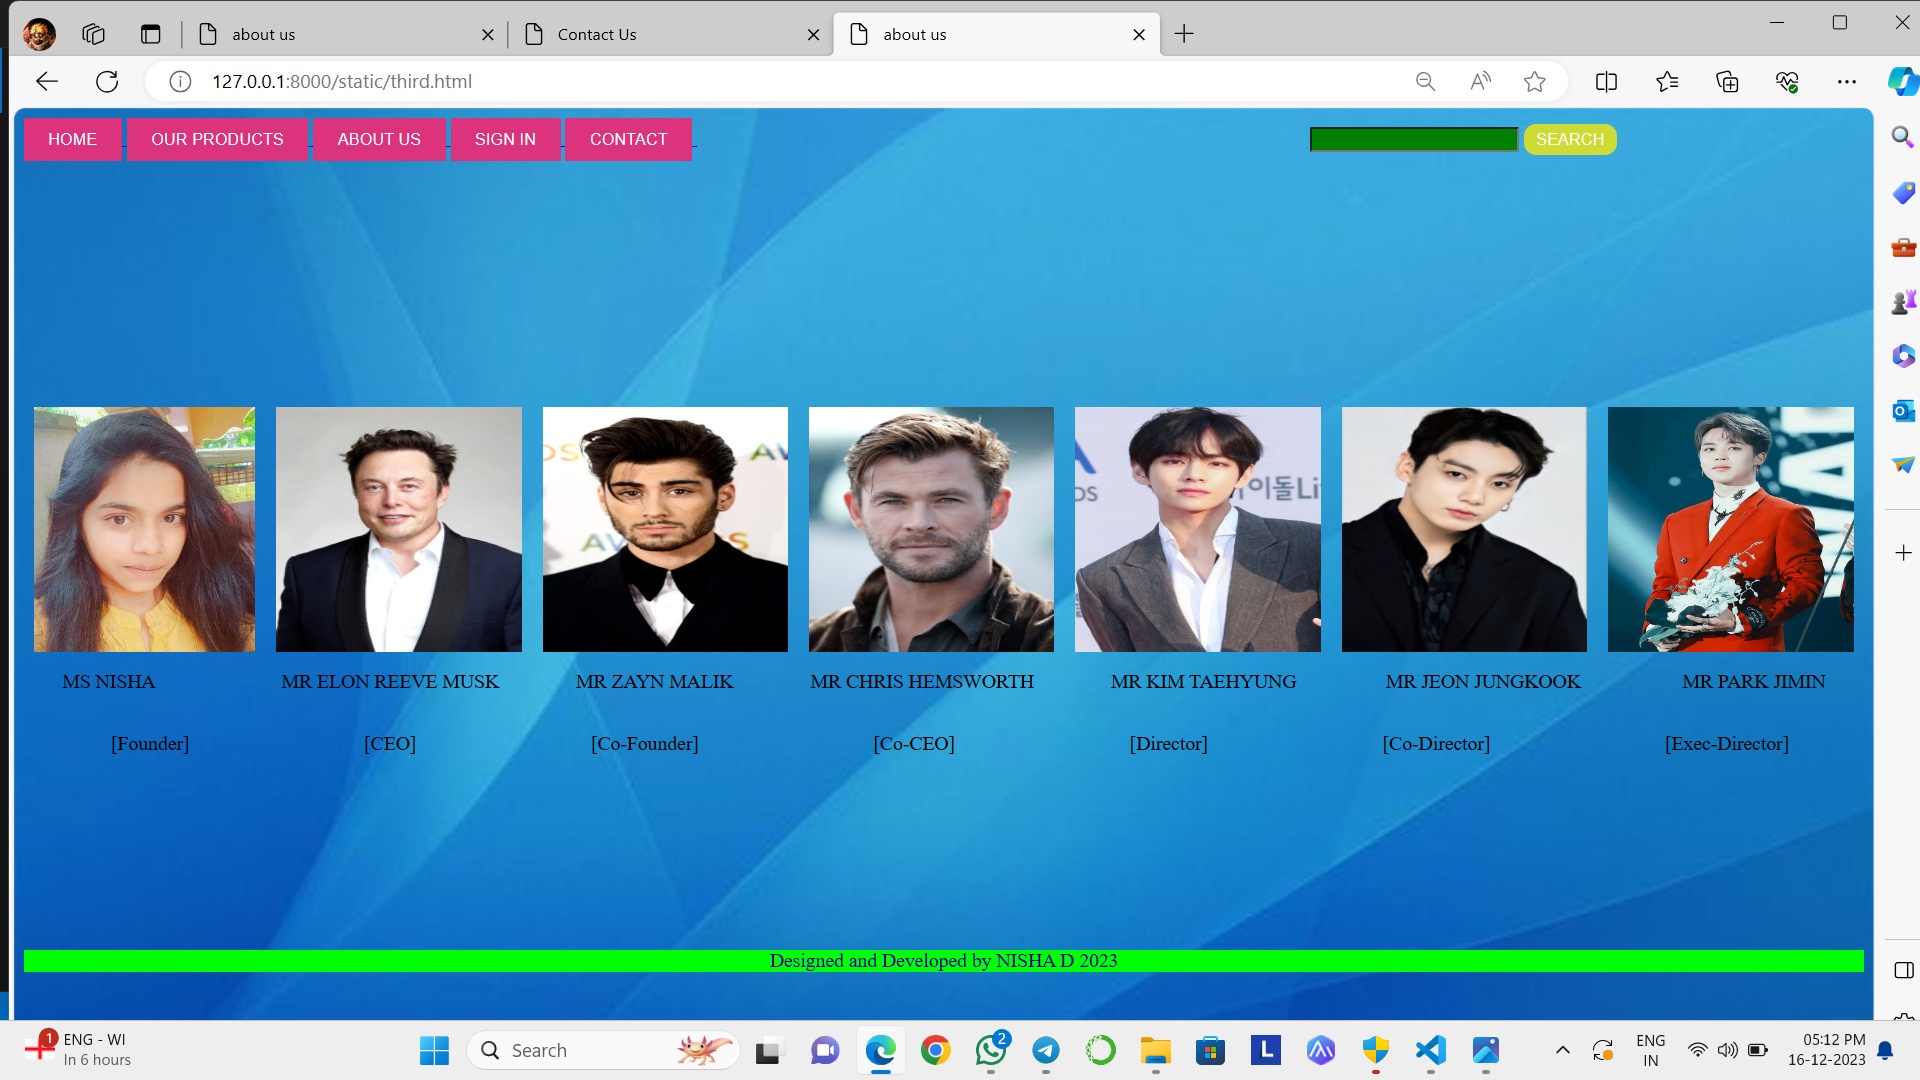 about us
Contact Us
about us
127.0.0.1:8000/static/third.html
HOME
OUR PRODUCTS
ABOUT US
SIGN IN
CONTACT
SEARCH
MS NISHA
MR ELON REEVE MUSK
MR ZAYN MALIK
MR CHRIS HEMSWORTH
MR KIM TAEHYUNG
MR JEON JUNGKOOK
MR PARK JIMIN
[Founder]
[CEO]
[Co-Founder]
[Co-CEO]
[Director]
[Co-Director]
[Exec-Director]
Designed and Developed by NISHA D 2023
1
ENG - WI
In 6 hours
Search
2
L
ENG
IN
05:12 PM
16-12-2023